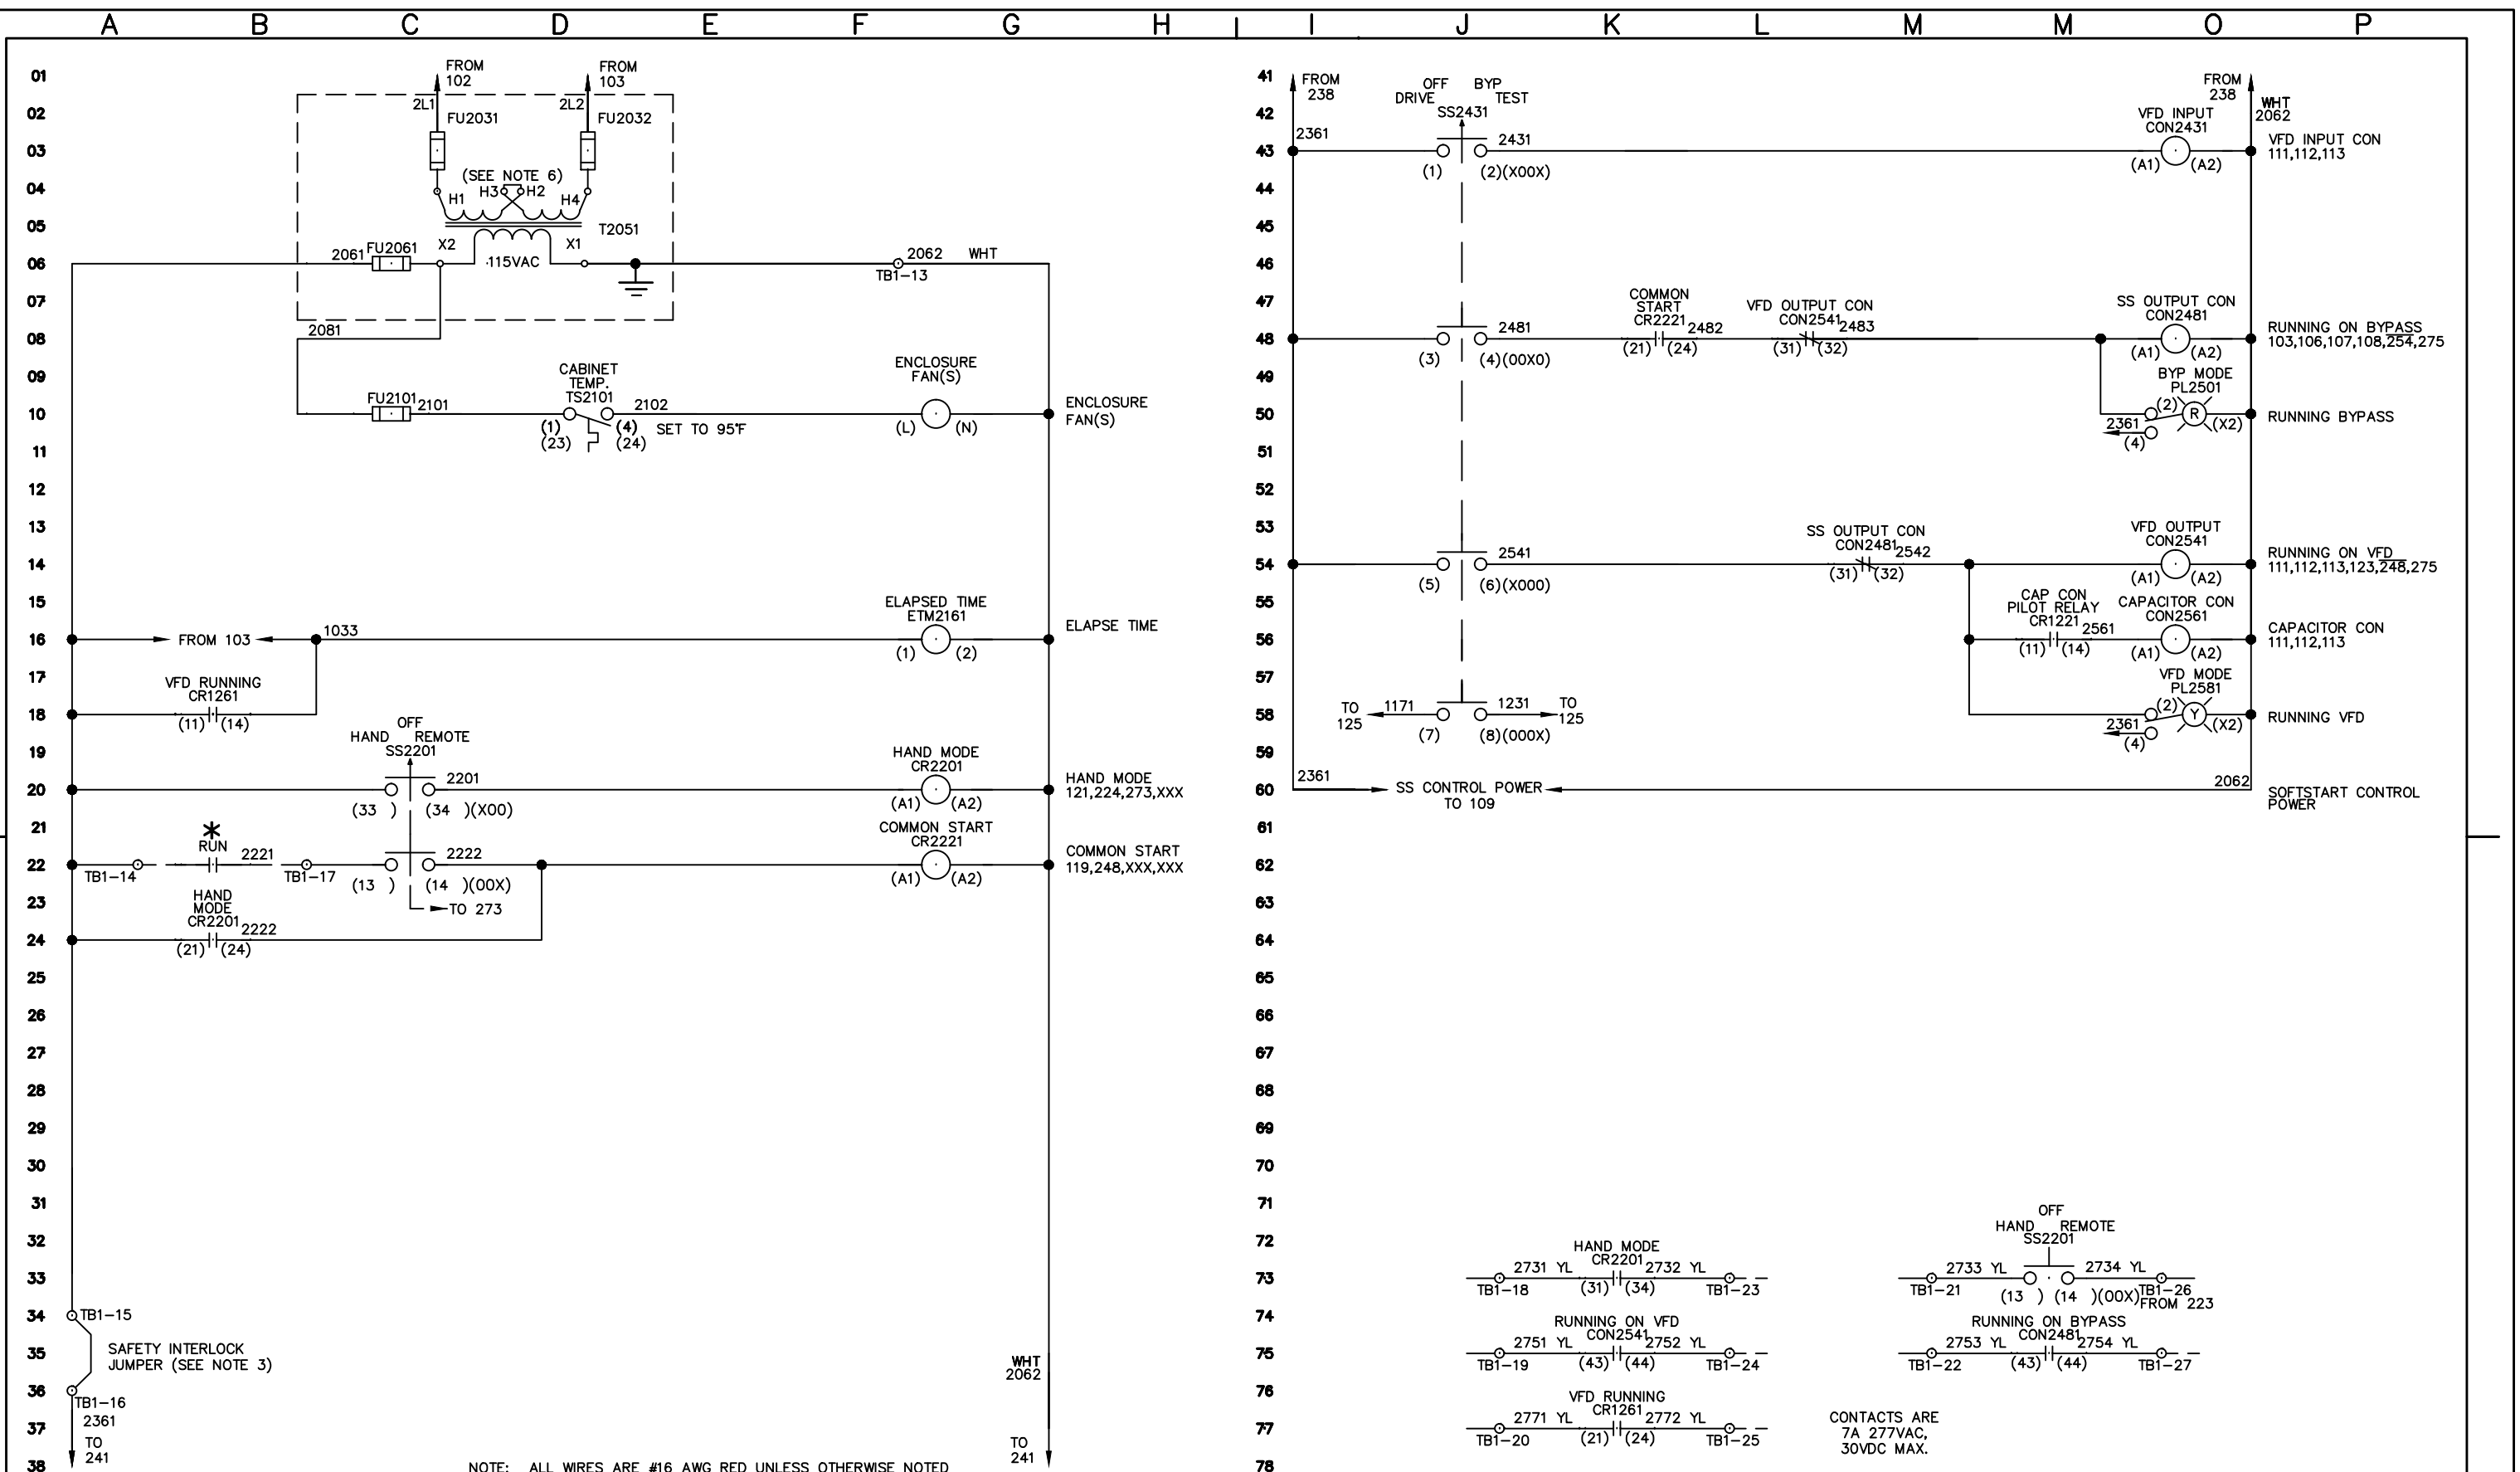 A B C D E F G H I J K L M M O P
01
FROM
102
FROM
103
2L1
2L2
02
FU2031
FU2032
03
(SEE NOTE 6)
04
H1
H3
H2
H4
05
T2051
X2
X1
2061
FU2061
06
115VAC
2062
WHT
TB1-13
07
2081
08
ENCLOSURE
FAN(S)
09
CABINET
TEMP.
TS2101
FU2101
2101
2102
10
ENCLOSURE
FAN(S)
(1)
(23)
(4)
(24)
SET TO 95°F
(L)
(N)
11
12
13
14
15
ELAPSED TIME
ETM2161
16
FROM 103
1033
ELAPSE TIME
(1)
(2)
17
VFD RUNNING
CR1261
18
(11)
(14)
OFF
HAND REMOTE
SS2201
19
HAND MODE
CR2201
2201
20
HAND MODE
121,224,273,XXX
(33 )
(34 )(X00)
(A1)
(A2)
21
*
RUN
COMMON START
CR2221
2221
2222
22
COMMON START
119,248,XXX,XXX
TB1-14
TB1-17
(13 )
(14 )(00X)
(A1)
(A2)
HAND
MODE
CR2201
23
TO 273
2222
24
(21)
(24)
25
26
27
28
29
30
31
32
33
34
TB1-15
35
SAFETY INTERLOCK
JUMPER (SEE NOTE 3)
WHT
2062
36
TB1-16
2361
37
TO
241
TO
241
38
NOTE: ALL WIRES ARE #16 AWG RED UNLESS OTHERWISE NOTED
41
FROM
238
OFF BYP
DRIVE TEST
SS2431
FROM
238
WHT
2062
42
VFD INPUT
CON2431
2361
2431
43
VFD INPUT CON
111,112,113
(1)
(2)(X00X)
(A1)
(A2)
44
45
46
47
COMMON
START
CR2221
VFD OUTPUT CON
CON2541
SS OUTPUT CON
CON2481
2481
2482
2483
48
RUNNING ON BYPASS
103,106,107,108,254,275
(3)
(4)(00X0)
(21)
(24)
(31)
(32)
(A1)
(A2)
49
BYP MODE
PL2501
50
(2)
R
(X2)
RUNNING BYPASS
2361
(4)
51
52
53
SS OUTPUT CON
CON2481
VFD OUTPUT
CON2541
2541
2542
54
RUNNING ON VFD
111,112,113,123,248,275
(5)
(6)(X000)
(31)
(32)
(A1)
(A2)
55
CAP CON
PILOT RELAY
CR1221
CAPACITOR CON
CON2561
2561
56
CAPACITOR CON
111,112,113
(11)
(14)
(A1)
(A2)
57
VFD MODE
PL2581
TO
125
1171
1231
TO
125
58
(2)
Y
(X2)
RUNNING VFD
(7)
(8)(000X)
2361
(4)
59
2361
60
SS CONTROL POWER
TO 109
2062
SOFTSTART CONTROL
POWER
61
62
63
64
65
66
67
68
69
70
71
72
OFF
HAND REMOTE
SS2201
HAND MODE
CR2201
73
2731 YL
2732 YL
2733 YL
2734 YL
TB1-18
(31)
(34)
TB1-23
TB1-21
(13 )
(14 )(00X)
TB1-26
FROM 223
74
RUNNING ON VFD
CON2541
RUNNING ON BYPASS
CON2481
75
2751 YL
2752 YL
2753 YL
2754 YL
TB1-19
(43)
(44)
TB1-24
TB1-22
(43)
(44)
TB1-27
76
VFD RUNNING
CR1261
77
2771 YL
2772 YL
TB1-20
(21)
(24)
TB1-25
CONTACTS ARE
7A 277VAC,
30VDC MAX.
78